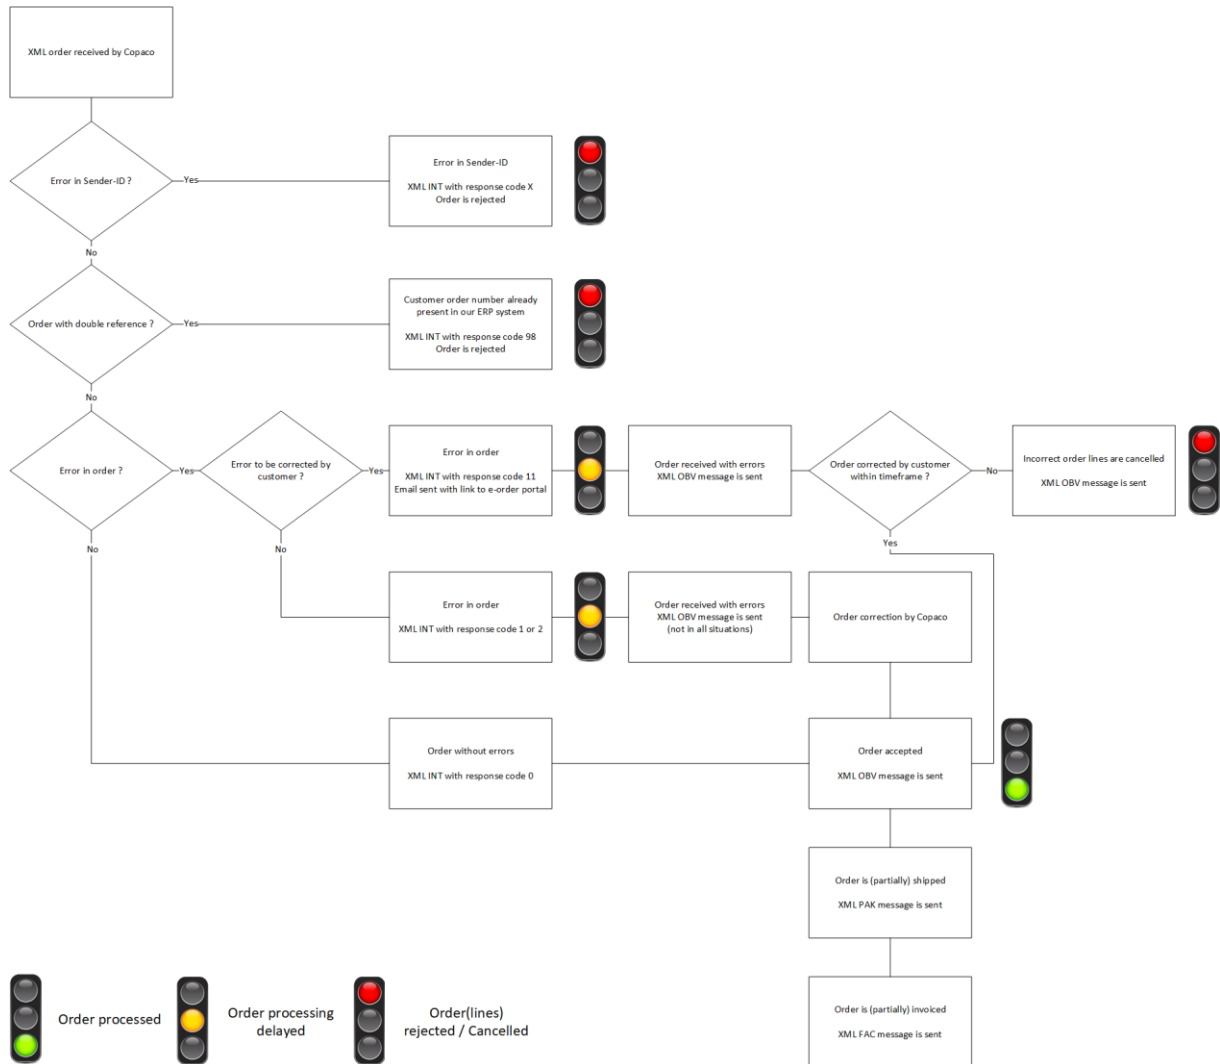 XML order received by Copaco
Error in Sender-ID ?
Yes
Error in Sender-ID
XML INT with response code X
Order is rejected
No
Order with double reference ?
Yes
Customer order number already
present in our ERP system
XML INT with response code 98
Order is rejected
No
Error in order ?
Yes
Error to be corrected by
customer ?
Yes
Error in order
XML INT with response code 11
Email sent with link to e-order portal
Order received with errors
XML OBV message is sent
Order corrected by customer
within timeframe ?
No
Incorrect order lines are cancelled
XML OBV message is sent
No
No
Yes
Error in order
XML INT with response code 1 or 2
Order received with errors
XML OBV message is sent
(not in all situations)
Order correction by Copaco
Order without errors
XML INT with response code 0
Order accepted
XML OBV message is sent
Order is (partially) shipped
XML PAK message is sent
Order is (partially) invoiced
XML FAC message is sent
Order processed
Order processing
delayed
Order(lines)
rejected / Cancelled